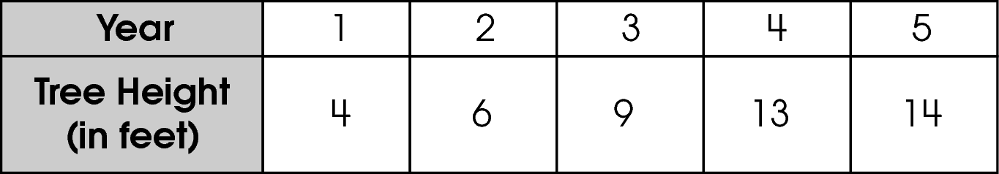 Year 1 2 3 4 5
Tree Height
(in feet) 4 6 9 13 14